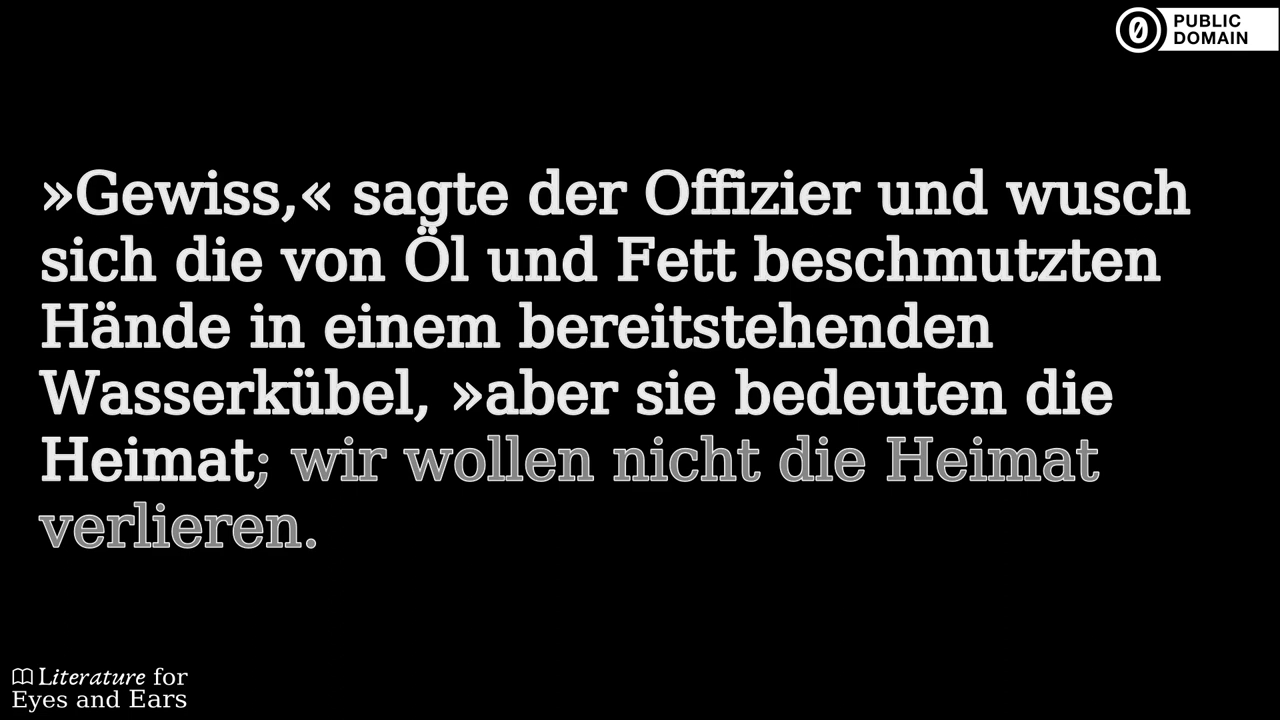 PUBLIC
DOMAIN
»Gewiss,« sagte der Offizier und wusch
sich die von Öl und Fett beschmutzten
Hände in einem bereitstehenden
Wasserkübel, »aber sie bedeuten die
Heimat; wir wollen nicht die Heimat
verlieren.
Literature for
Eyes and Ears